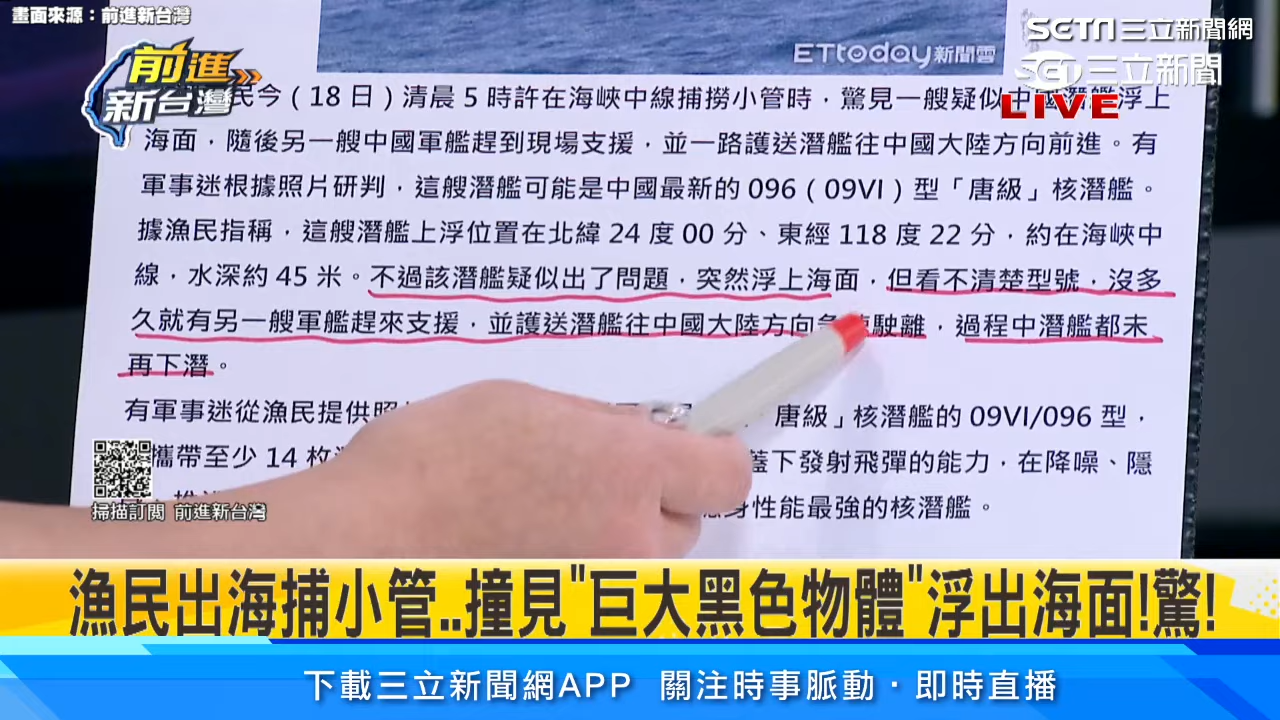 畫面來源：前進新台灣
SETN三立新聞網
ETtoday新聞雲
SET三立新聞
LIVE
前進
新台灣
民今（18日）清晨5時許在海峽中線捕撈小管時，驚見一艘疑似中國潛艦浮上
海面，隨後另一艘中國軍艦趕到現場支援，並一路護送潛艦往中國大陸方向前進。有
軍事迷根據照片研判，這艘潛艦可能是中國最新的096（09VI）型「唐級」核潛艦。
據漁民指稱，這艘潛艦上浮位置在北緯24度00分、東經118度22分，約在海峽中
線，水深約45米。不過該潛艦疑似出了問題，突然浮上海面，但看不清楚型號，沒多
久就有另一艘軍艦趕來支援，並護送潛艦往中國大陸方向 駛離，過程中潛艦都未
再下潛。
有軍事迷從漁民提供照 唐級」核潛艦的09VI/096型，
攜帶至少14枚 蓋下發射飛彈的能力，在降噪、隱
身性能最強的核潛艦。
掃描訂閱 前進新台灣
漁民出海捕小管..撞見"巨大黑色物體"浮出海面!驚!
下載三立新聞網APP 關注時事脈動・即時直播